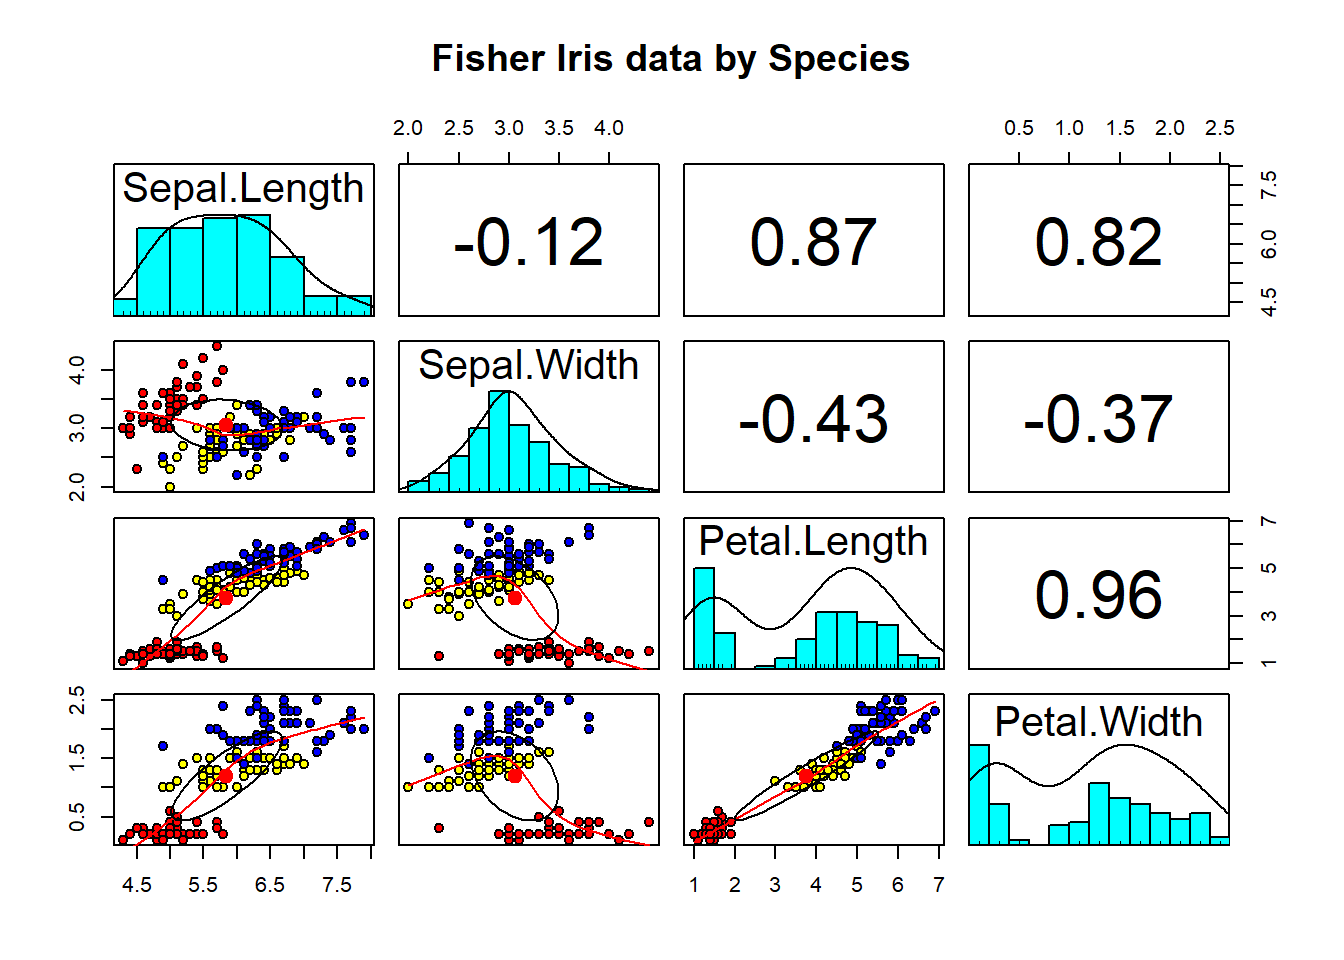 Fisher Iris data by Species
2.0 2.5 3.0 3.5 4.0
0.5 1.0 1.5 2.0 2.5
Sepal.Length
-0.12
0.87
0.82
4.5 6.0 7.5
2.0 3.0 4.0
Sepal.Width
-0.43
-0.37
Petal.Length
0.96
1 3 5 7
0.5 1.5 2.5
Petal.Width
4.5 5.5 6.5 7.5
1 2 3 4 5 6 7